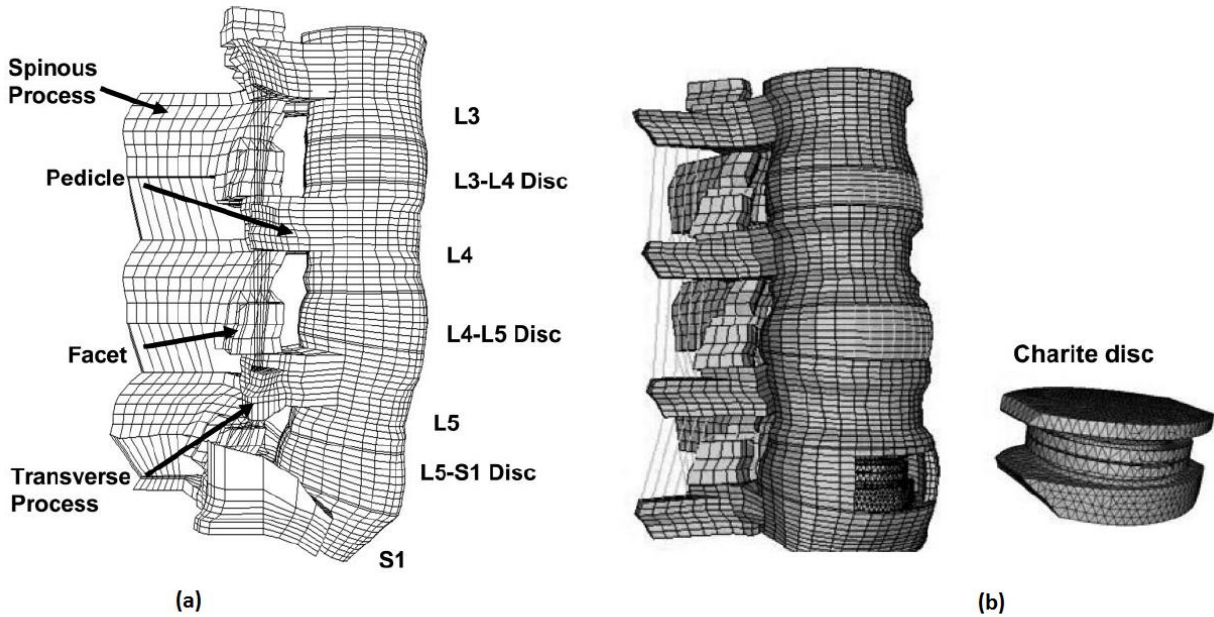 Spinous
Process
L3
Pedicle
L3-L4 Disc
L4
Facet
L4-L5 Disc
L5
Transverse
Process
L5-S1 Disc
S1
(a)
Charite disc
(b)